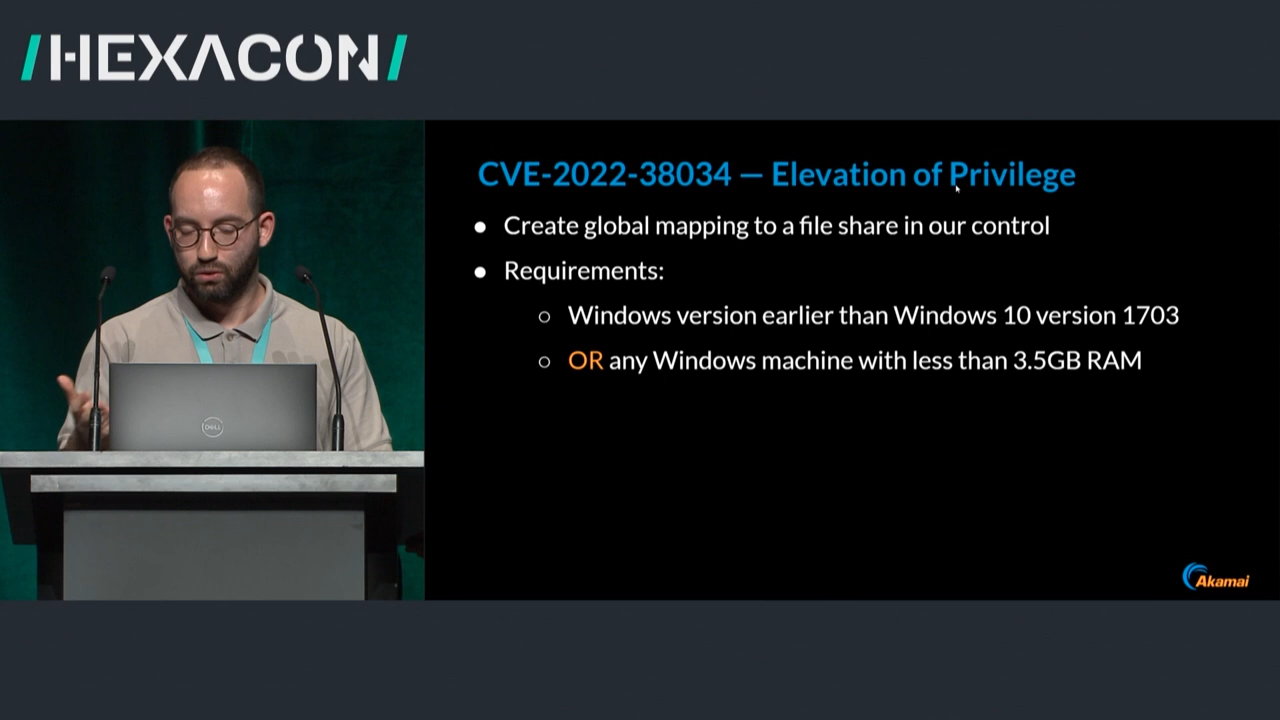 /HEXACON/
CVE-2022-38034 — Elevation of Privilege
● Create global mapping to a file share in our control
● Requirements:
○ Windows version earlier than Windows 10 version 1703
○ OR any Windows machine with less than 3.5GB RAM
DELL
Akamai